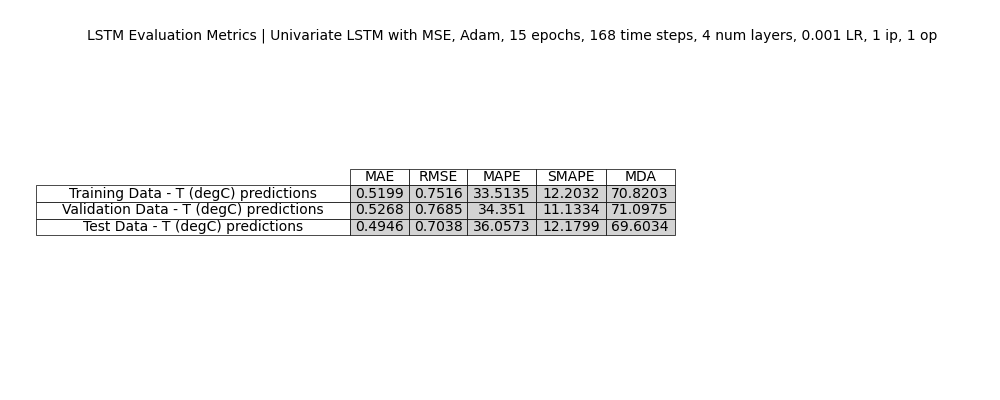 LSTM Evaluation Metrics | Univariate LSTM with MSE, Adam, 15 epochs, 168 time steps, 4 num layers, 0.001 LR, 1 ip, 1 op
MAE RMSE MAPE SMAPE MDA
Training Data - T (degC) predictions 0.5199 0.7516 33.5135 12.2032 70.8203
Validation Data - T (degC) predictions 0.5268 0.7685 34.351 11.1334 71.0975
Test Data - T (degC) predictions 0.4946 0.7038 36.0573 12.1799 69.6034